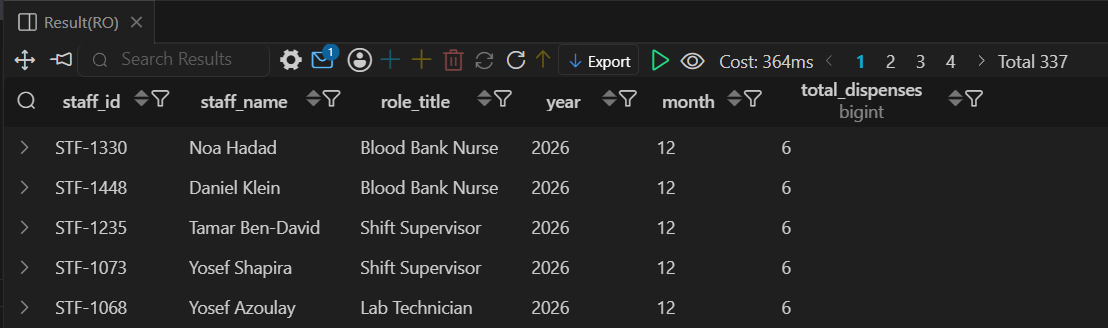 Result(RO)
Search Results 1 Export Cost: 364ms 1 2 3 4 Total 337
staff_id staff_name role_title year month total_dispenses
bigint
STF-1330 Noa Hadad Blood Bank Nurse 2026 12 6
STF-1448 Daniel Klein Blood Bank Nurse 2026 12 6
STF-1235 Tamar Ben-David Shift Supervisor 2026 12 6
STF-1073 Yosef Shapira Shift Supervisor 2026 12 6
STF-1068 Yosef Azoulay Lab Technician 2026 12 6